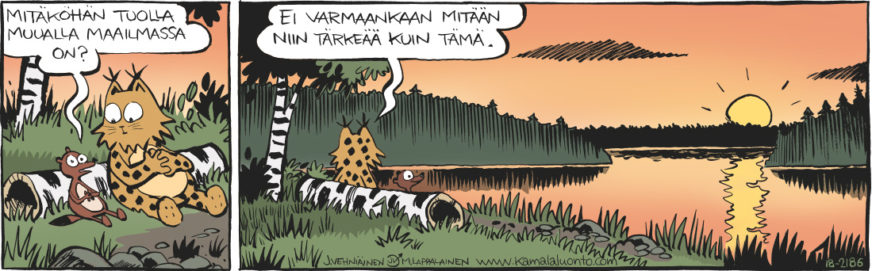 MITÄKÖHÄN TUOLLA
MUUALLA MAAILMASSA
ON?
EI VARMAANKAAN MITÄÄN
NIIN TÄRKEÄÄ KUIN TÄMÄ.
J.VEHNIÄINEN JV M.LAPPALAINEN www.kamalaluonto.com
18-2186